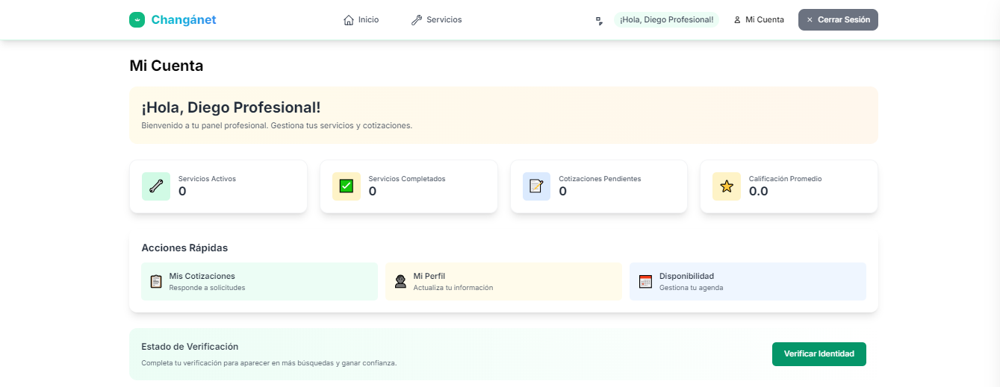 Changánet
Inicio
Servicios
¡Hola, Diego Profesional!
Mi Cuenta
Cerrar Sesión
Mi Cuenta
¡Hola, Diego Profesional!
Bienvenido a tu panel profesional. Gestiona tus servicios y cotizaciones.
Servicios Activos
0
Servicios Completados
0
Cotizaciones Pendientes
0
Calificación Promedio
0.0
Acciones Rápidas
Mis Cotizaciones
Responde a solicitudes
Mi Perfil
Actualiza tu información
Disponibilidad
Gestiona tu agenda
Estado de Verificación
Completa tu verificación para aparecer en más búsquedas y ganar confianza.
Verificar Identidad